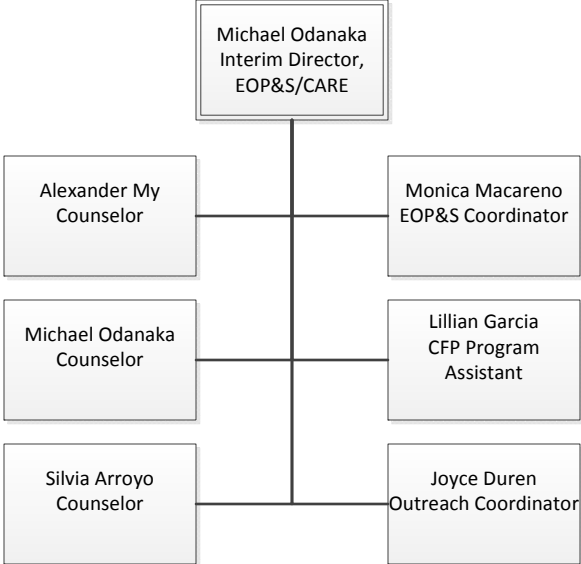 Michael Odanaka
Interim Director,
EOP&S/CARE
Alexander My
Counselor
Monica Macareno
EOP&S Coordinator
Michael Odanaka
Counselor
Lillian Garcia
CFP Program
Assistant
Silvia Arroyo
Counselor
Joyce Duren
Outreach Coordinator